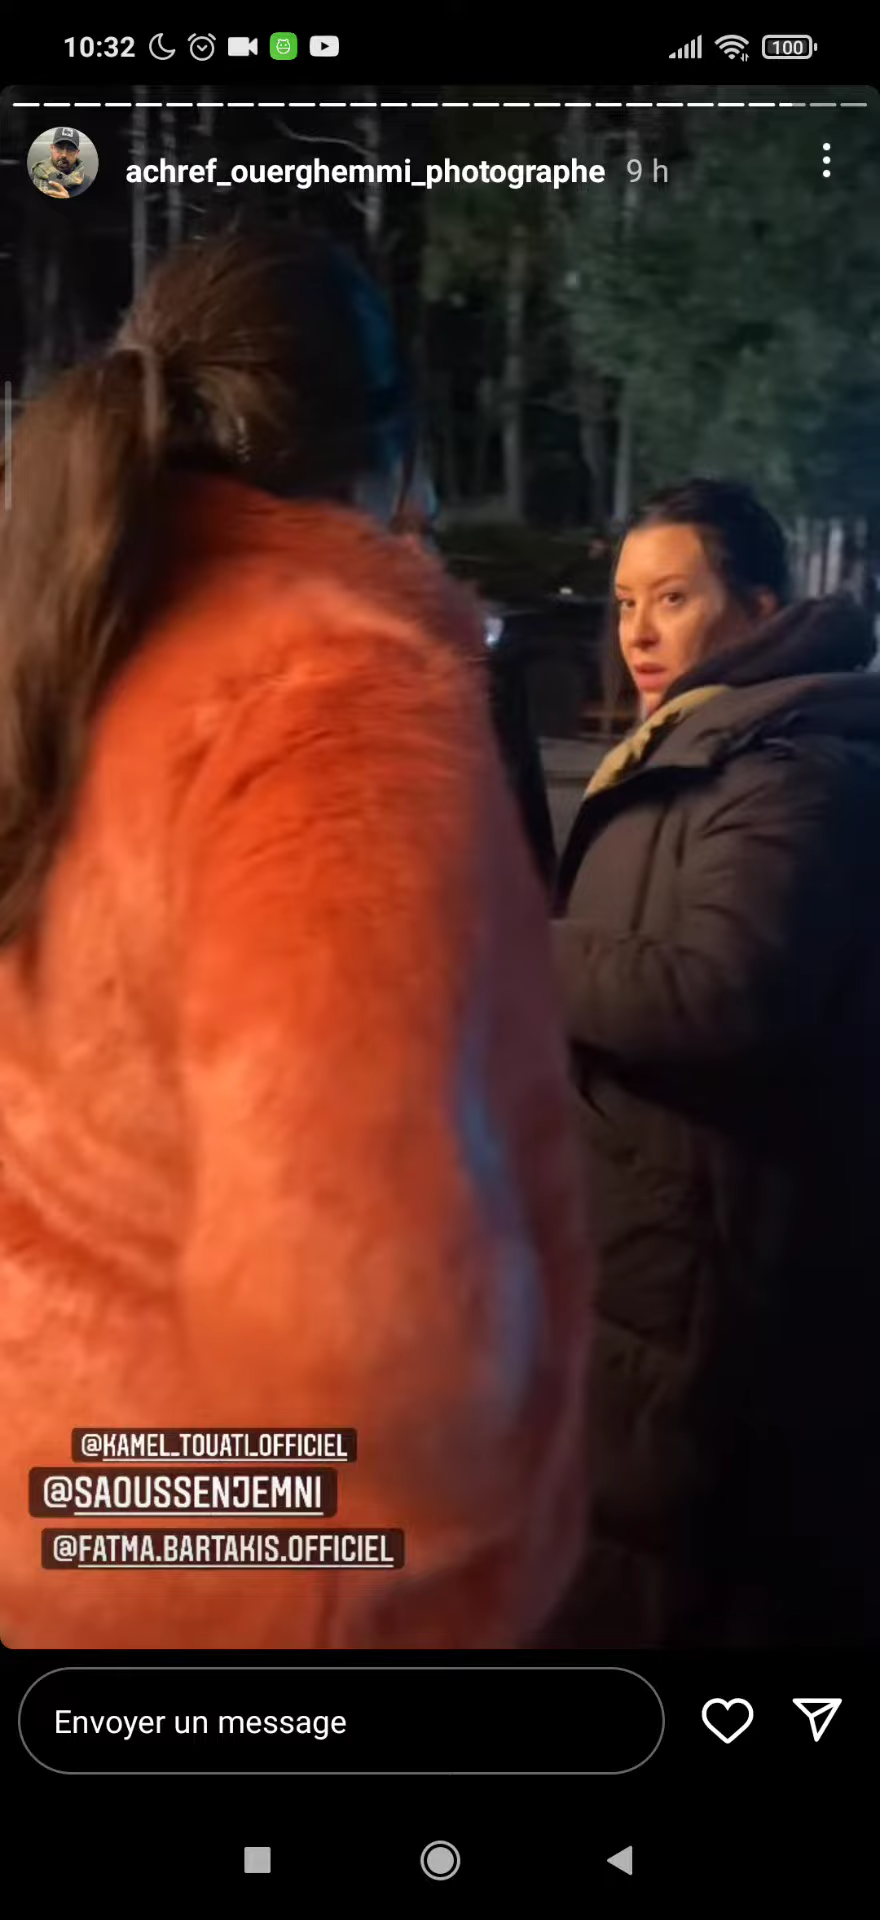 10:32
100
achref_ouerghemmi_photographe 9 h
@KAMEL_TOUATI_OFFICIEL
@SAOUSSENJEMNI
@FATMA.BARTAKIS.OFFICIEL
Envoyer un message